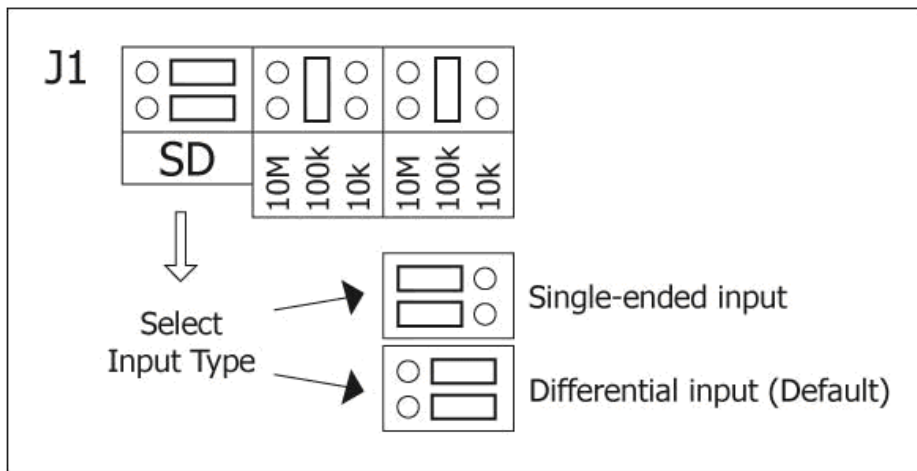 J1
SD
10M
100k
10k
10M
100k
10k
Select
Input Type
Single-ended input
Differential input (Default)